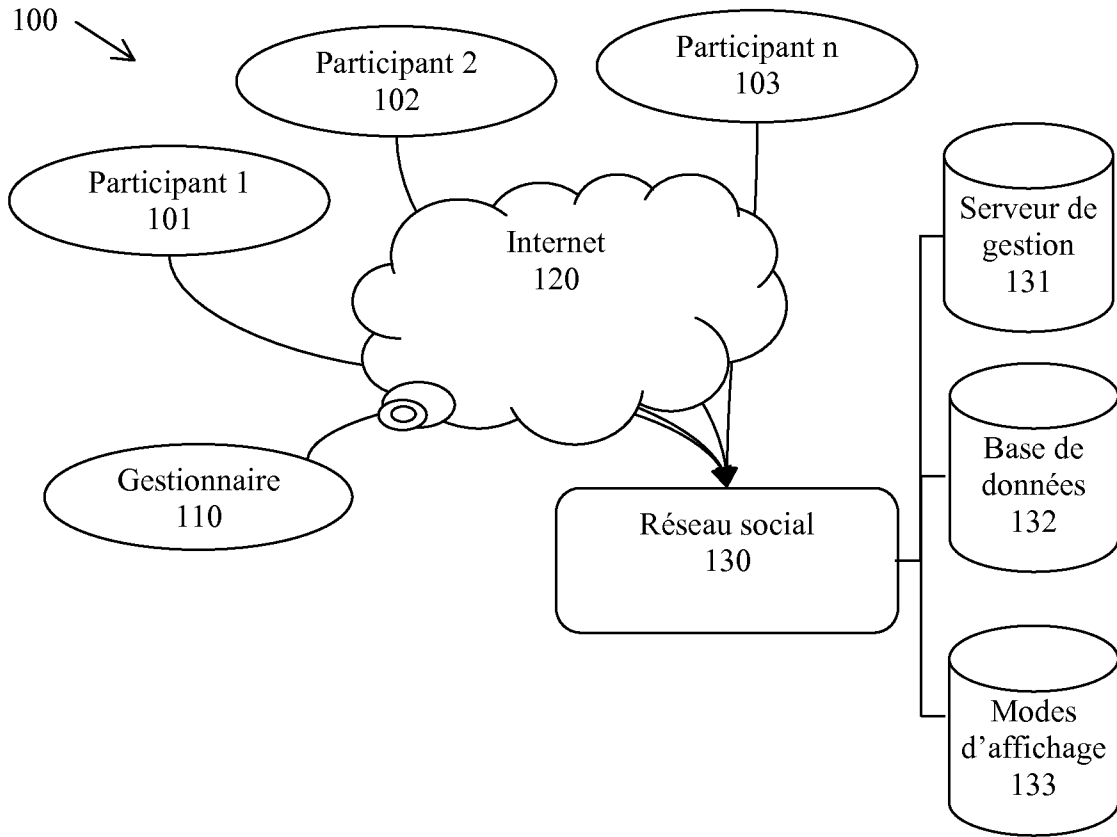 100
Participant 2
102
Participant n
103
Participant 1
101
Internet
120
Serveur de
gestion
131
Gestionnaire
110
Réseau social
130
Base de
données
132
Modes
d’affichage
133